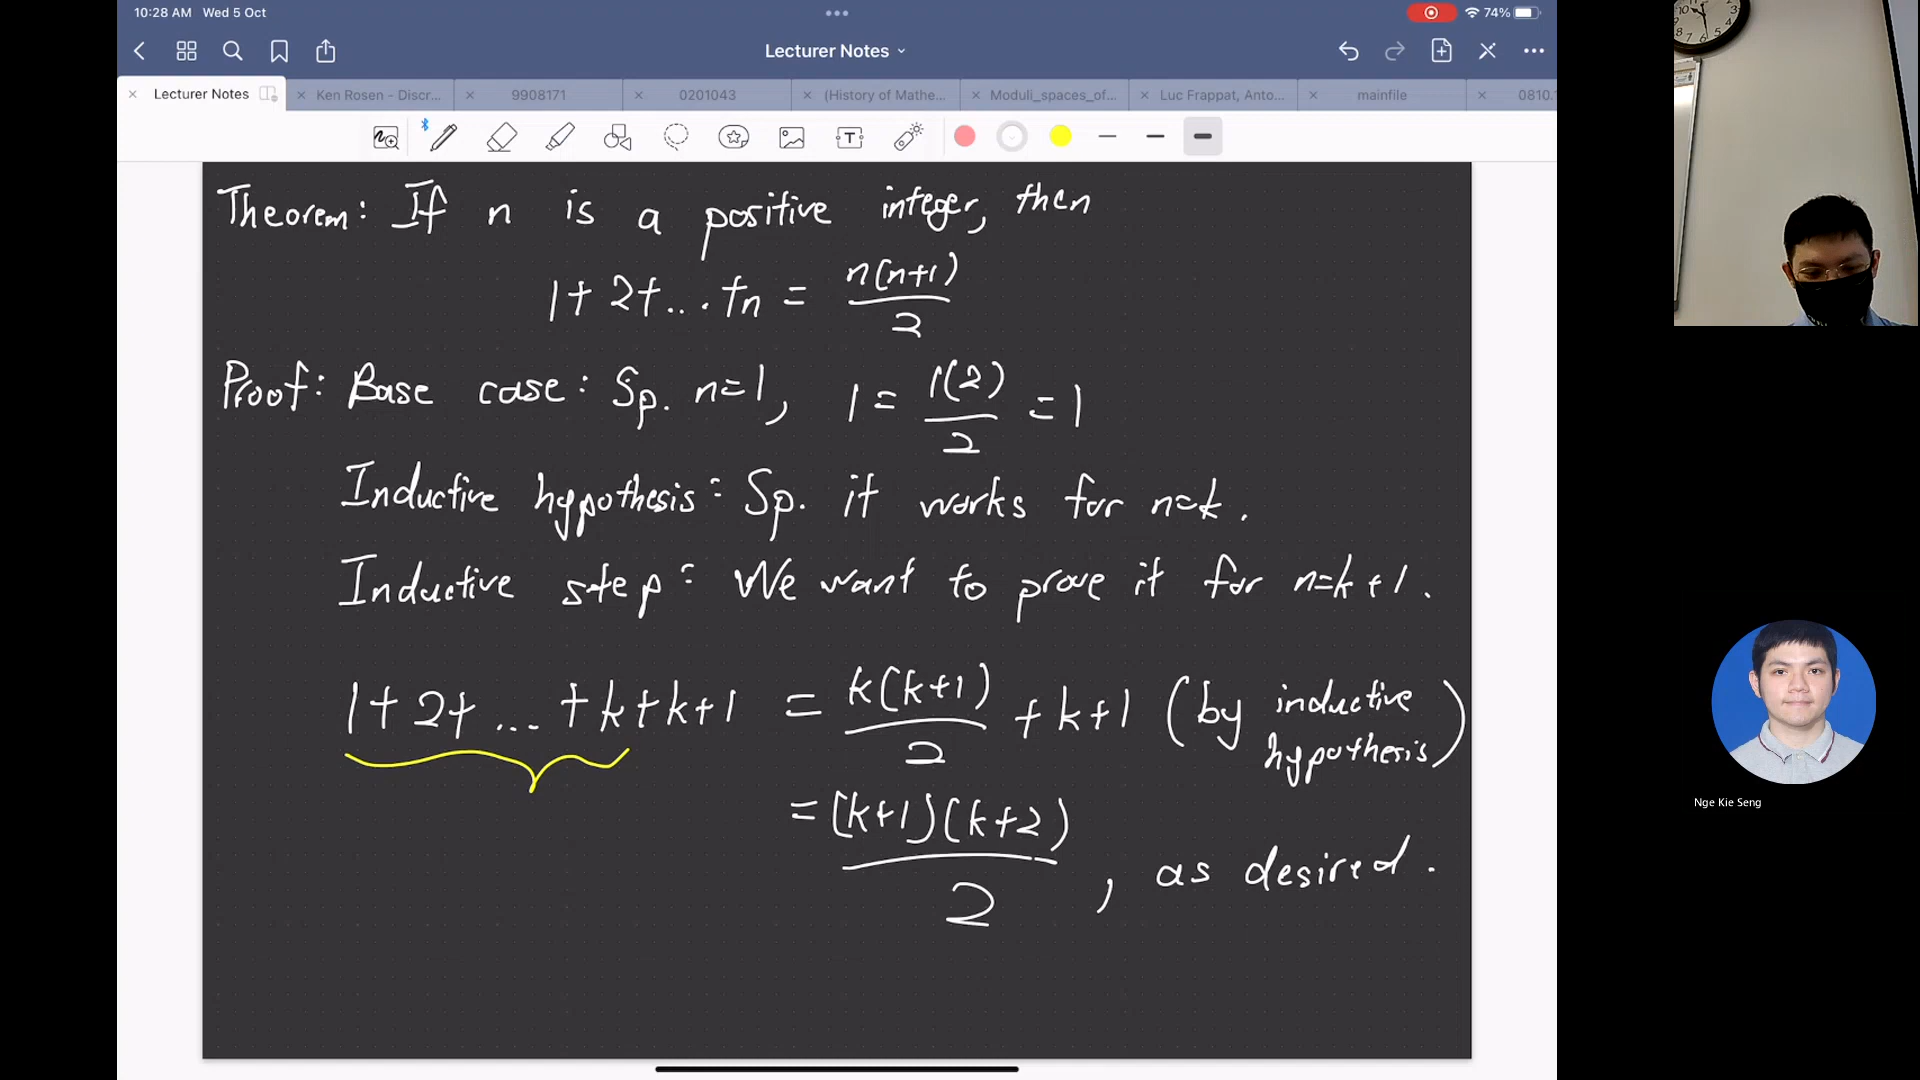 10:28 AM Wed 5 Oct
74%
Lecturer Notes
Lecturer Notes
Ken Rosen - Discr...
9908171
0201043
(History of Mathe...
Moduli_spaces_of...
Luc Frappat, Anto...
mainfile
0810.
Theorem: If n is a positive integer, then
1+2+...+n = n(n+1)/2
Proof: Base case: Sp. n=1, 1 = 1(2)/2 = 1
Inductive hypothesis: Sp. it works for n=k.
Inductive step: We want to prove it for n=k+1.
1+2+...+k+k+1 = k(k+1)/2 + k+1 (by inductive hypothesis)
= (k+1)(k+2)/2, as desired.
Nge Kie Seng